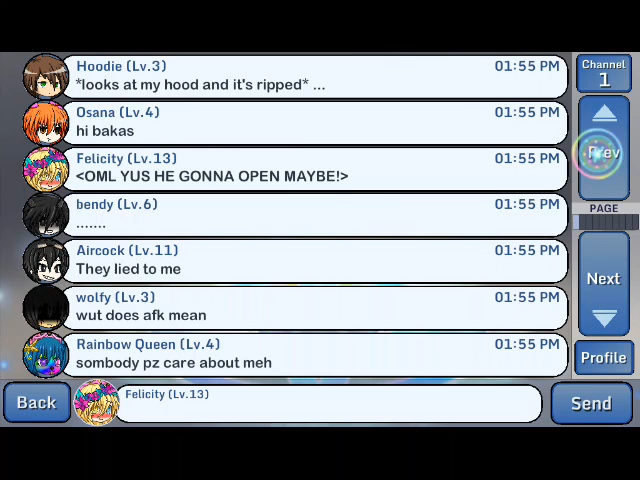 Hoodie (Lv.3) 01:55 PM
*looks at my hood and it's ripped* ...
Channel
1
Osana (Lv.4) 01:55 PM
hi bakas
Felicity (Lv.13) 01:55 PM
<OML YUS HE GONNA OPEN MAYBE!>
Prev
bendy (Lv.6) 01:55 PM
.......
PAGE
Aircock (Lv.11) 01:55 PM
They lied to me
Next
wolfy (Lv.3) 01:55 PM
wut does afk mean
Rainbow Queen (Lv.4) 01:55 PM
sombody pz care about meh
Profile
Back
Felicity (Lv.13)
Send